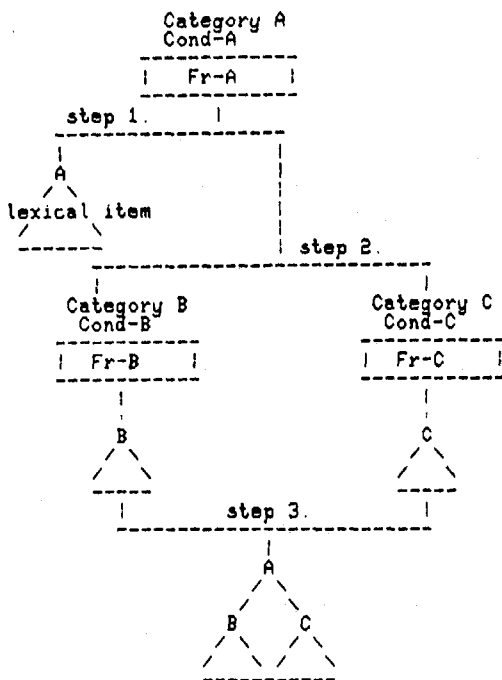 Category A
Cond-A
Fr-A
step 1.
A
lexical item
step 2.
Category B Category C
Cond-B Cond-C
Fr-B Fr-C
B C
step 3.
A
B C